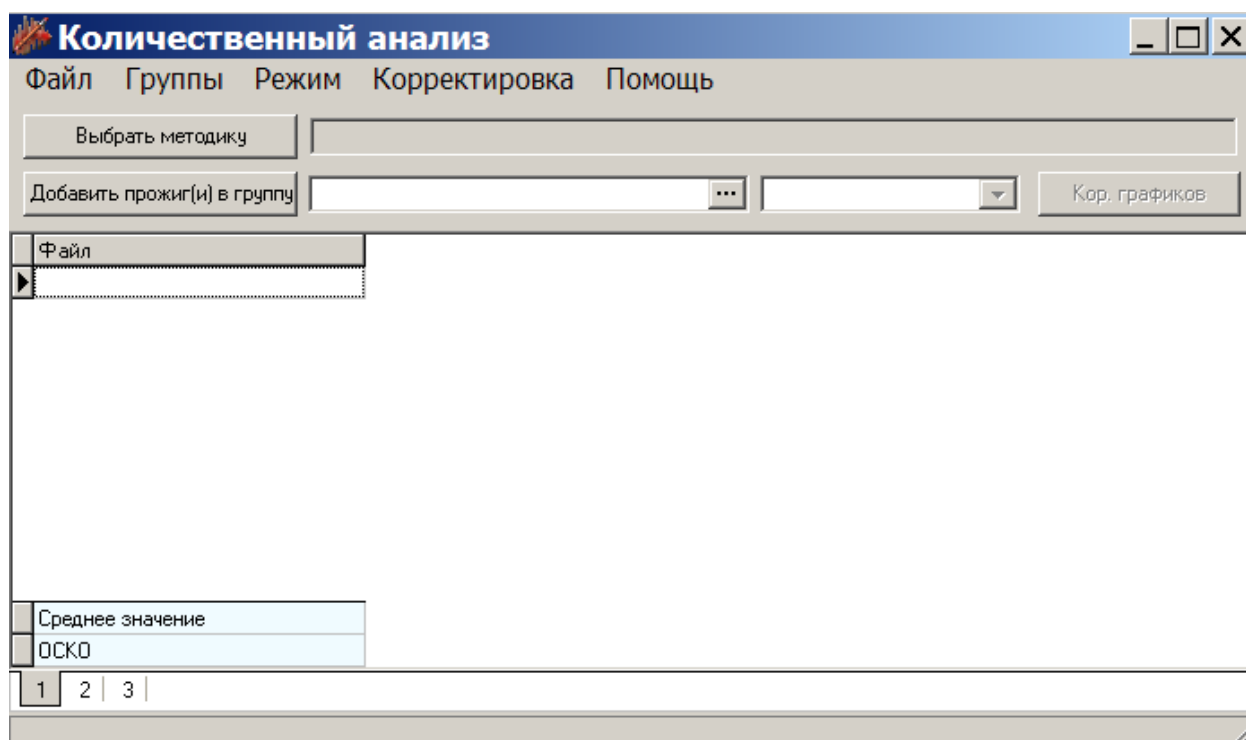 Количественный анализ
Файл Группы Режим Корректировка Помощь
Выбрать методику
Добавить прожиг(и) в группу ... Кор. графиков
Файл
Среднее значение
ОСКО
1 2 3